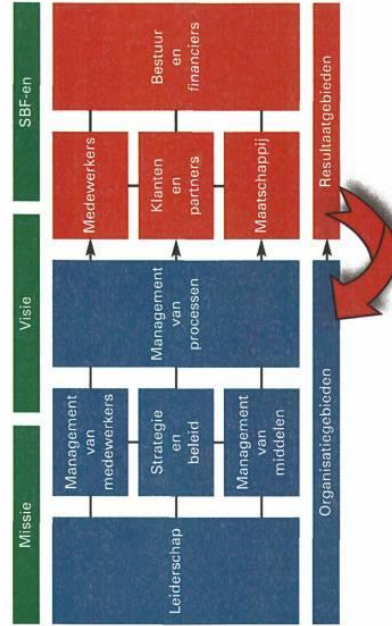 Missie
Visie
SBF-en
Leiderschap
Management
van
medewerkers
Strategie
en
beleid
Management
van
middelen
Management
van
processen
Medewerkers
Klanten
en
partners
Maatschappij
Bestuur
en
financiers
Organisatiegebieden
Resultaatgebieden